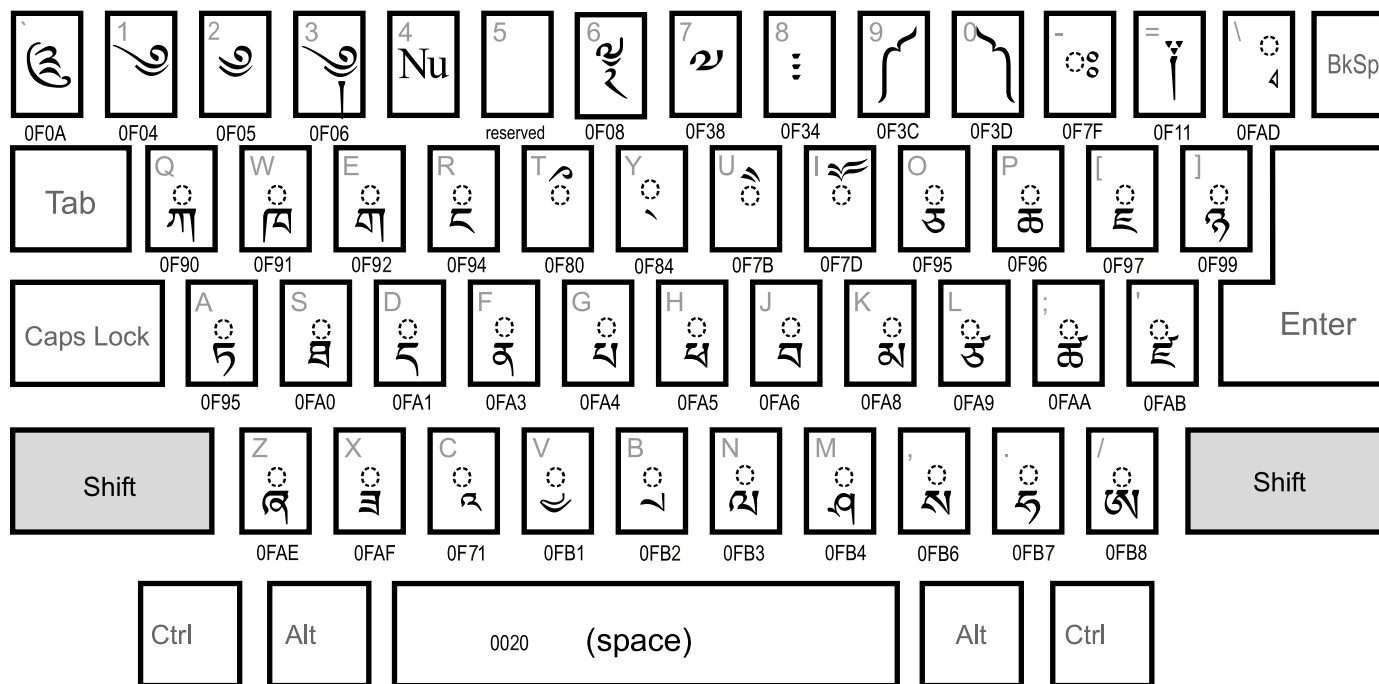 ` 1 2 3 4 5 6 7 8 9 0 - = \
༊ ༄ ༅ ༆ Nu ༈ ༸ ༴ ༼ ༽ ◌ཿ ༑ ◌ྭ BkSp
0F0A 0F04 0F05 0F06 reserved 0F08 0F38 0F34 0F3C 0F3D 0F7F 0F11 0FAD
Q W E R T Y U I O P [ ]
Tab ◌ྐ ◌ྑ ◌ྒ ◌ྔ ◌ྀ ◌྄ ◌ཻ ◌ཽ ◌ྕ ◌ྖ ◌ྗ ◌ྙ
0F90 0F91 0F92 0F94 0F80 0F84 0F7B 0F7D 0F95 0F96 0F97 0F99
A S D F G H J K L ; '
Caps Lock ◌ྟ ◌ྠ ◌ྡ ◌ྣ ◌ྤ ◌ྥ ◌ྦ ◌ྨ ◌ྩ ◌ྪ ◌ྫ Enter
0F95 0FA0 0FA1 0FA3 0FA4 0FA5 0FA6 0FA8 0FA9 0FAA 0FAB
Z X C V B N M , . /
Shift ◌ྮ ◌ྯ ◌ཱ ◌ྱ ◌ྲ ◌ླ ◌ྴ ◌ྶ ◌ྷ ◌ྸ Shift
0FAE 0FAF 0F71 0FB1 0FB2 0FB3 0FB4 0FB6 0FB7 0FB8
Ctrl Alt 0020 (space) Alt Ctrl